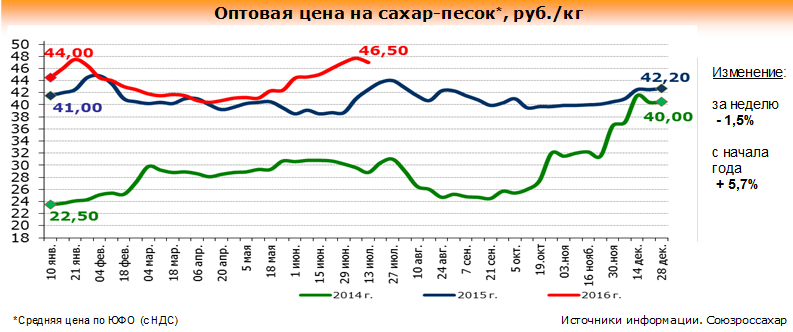 Оптовая цена на сахар-песок*, руб./кг
50
48
46
44
42
40
38
36
34
32
30
28
26
24
22
20
18
44,00
41,00
22,50
46,50
42,20
40,00
10 янв.
21 янв.
04 фев.
18 фев.
04 мар.
18 мар.
06 апр.
20 апр.
04 май.
18 май.
1 июн.
15 июн.
29 июн.
13 июл.
27 июл.
10 авг.
24 авг.
7 сен.
21 сен.
5 окт.
19.окт
03.ноя
16 нояб.
30.ноя.
14 дек.
28 дек.
2014 г.
2015 г.
2016 г.
Изменение:
за неделю
- 1,5%
с начала
года
+ 5,7%
*Средняя цена по ЮФО (с НДС)
Источники информации. Союзроссахар